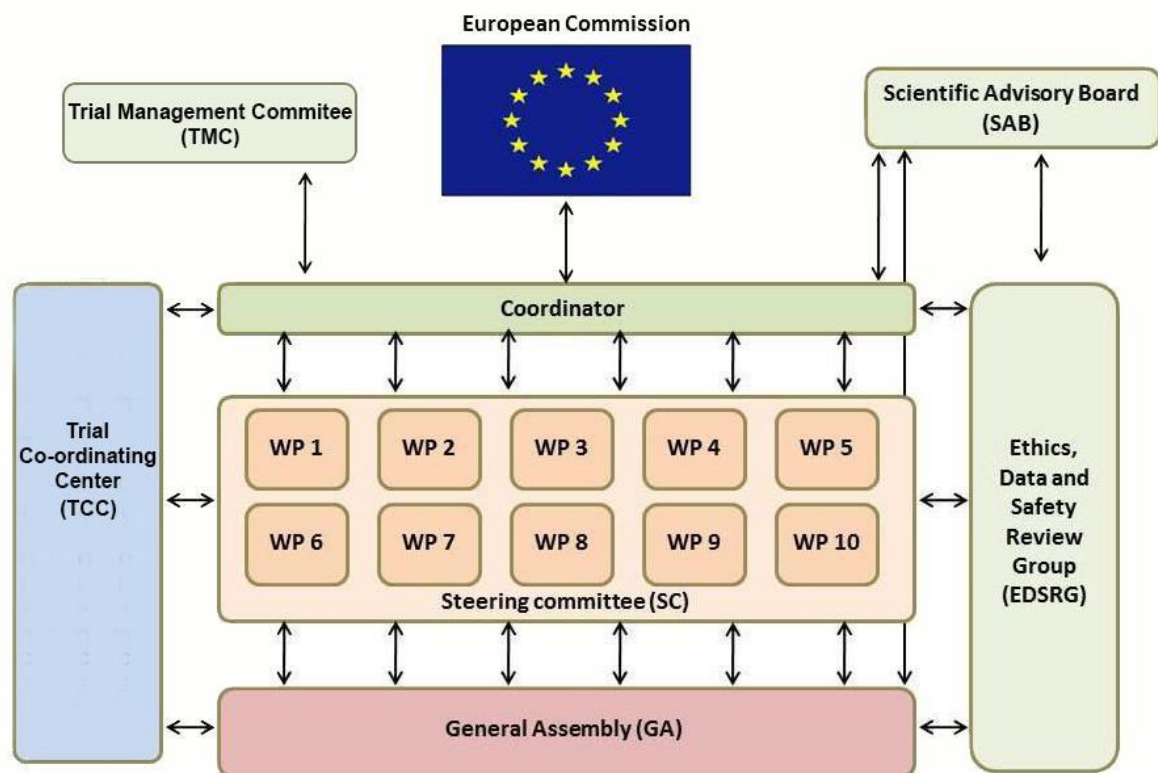 European Commission
Trial Management Commitee
(TMC)
Scientific Advisory Board
(SAB)
Coordinator
Trial
Co-ordinating
Center
(TCC)
WP 1
WP 2
WP 3
WP 4
WP 5
WP 6
WP 7
WP 8
WP 9
WP 10
Steering committee (SC)
Ethics,
Data and
Safety
Review
Group
(EDSRG)
General Assembly (GA)